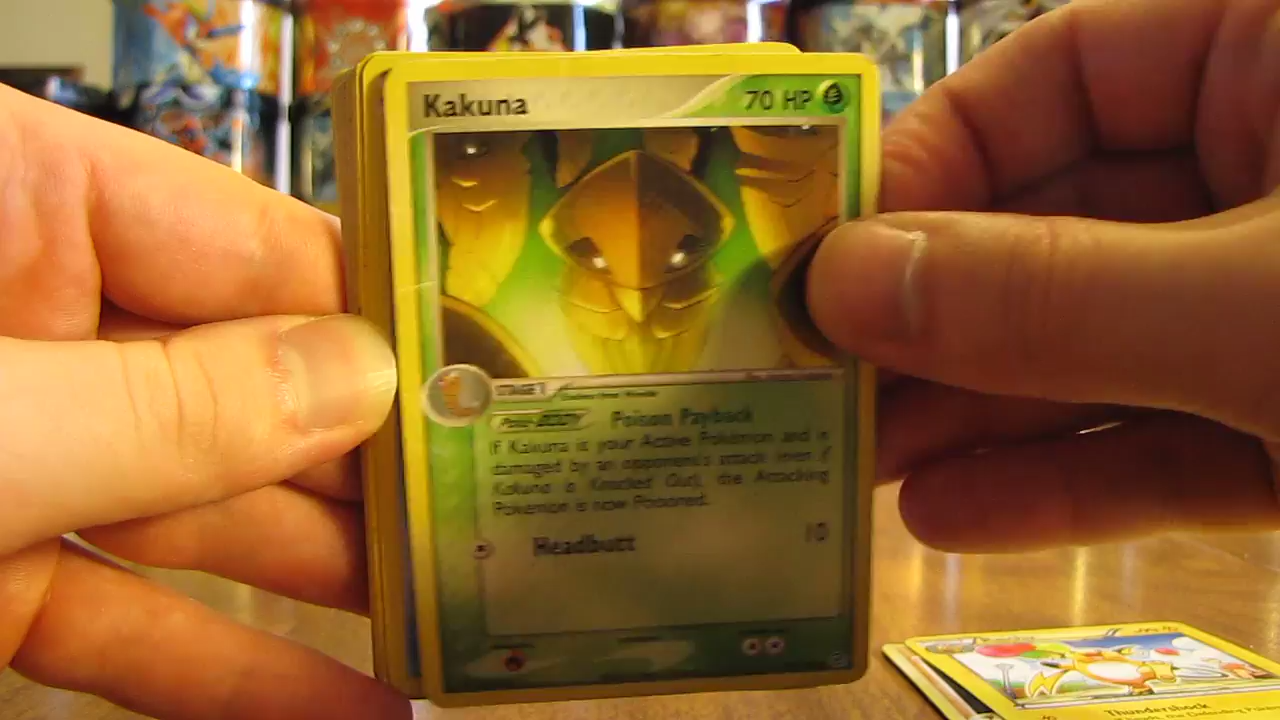 Kakuna
70 HP
STAGE 1
Poké-BODY Poison Payback
If Kakuna is your Active Pokémon and is
damaged by an opponent's attack (even if
Kakuna is Knocked Out), the Attacking
Pokémon is now Poisoned.
Headbutt 10
Thundershock